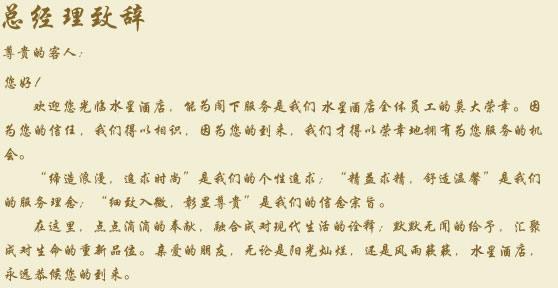 总经理致辞
尊贵的客人：
您好！
欢迎您光临水星酒店，能为阁下服务是我们水星酒店全体员工的莫大荣幸。因
为您的信任，我们得以相识，因为您的到来，我们才得以荣幸地拥有为您服务的机
会。
“缔造浪漫，追求时尚”是我们的个性追求；“精益求精，舒适温馨”是我们
的服务理念；“细致入微，彰显尊贵”是我们的信念宗旨。
在这里，点点滴滴的奉献，融合成对现代生活的诠释；默默无闻的给予，汇聚
成对生命的重新品位。亲爱的朋友，无论是阳光灿烂，还是风雨簌簌，水星酒店，
永远恭候您的到来。